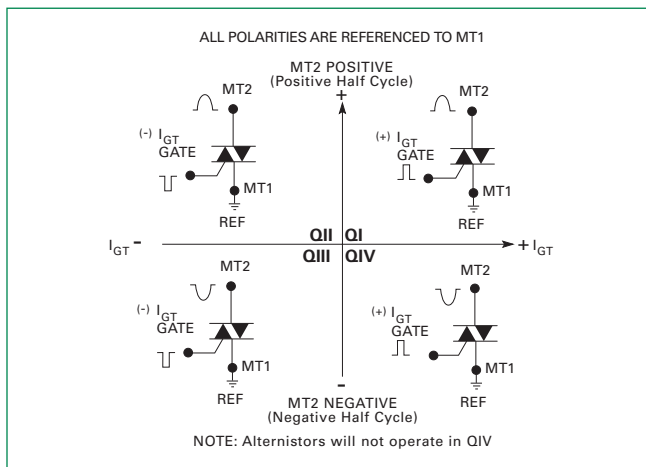 ALL POLARITIES ARE REFERENCED TO MT1
MT2 POSITIVE
(Positive Half Cycle)
+
MT2
(-) IGT
GATE
MT1
REF
MT2
(+) IGT
GATE
MT1
REF
QII QI
IGT -
+ IGT
QIII QIV
MT2
(-) IGT
GATE
MT1
REF
MT2
(+) IGT
GATE
MT1
REF
-
MT2 NEGATIVE
(Negative Half Cycle)
NOTE: Alternistors will not operate in QIV